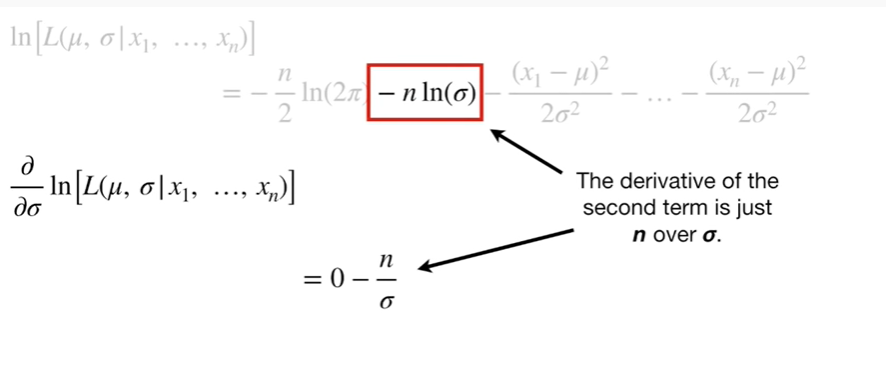 ln[L(μ, σ|x₁, …, xₙ)]
= − n/2 ln(2π) − n ln(σ) − (x₁ − μ)²/2σ² − … − (xₙ − μ)²/2σ²
∂/∂σ ln[L(μ, σ|x₁, …, xₙ)]
The derivative of the
second term is just
n over σ.
= 0 − n/σ